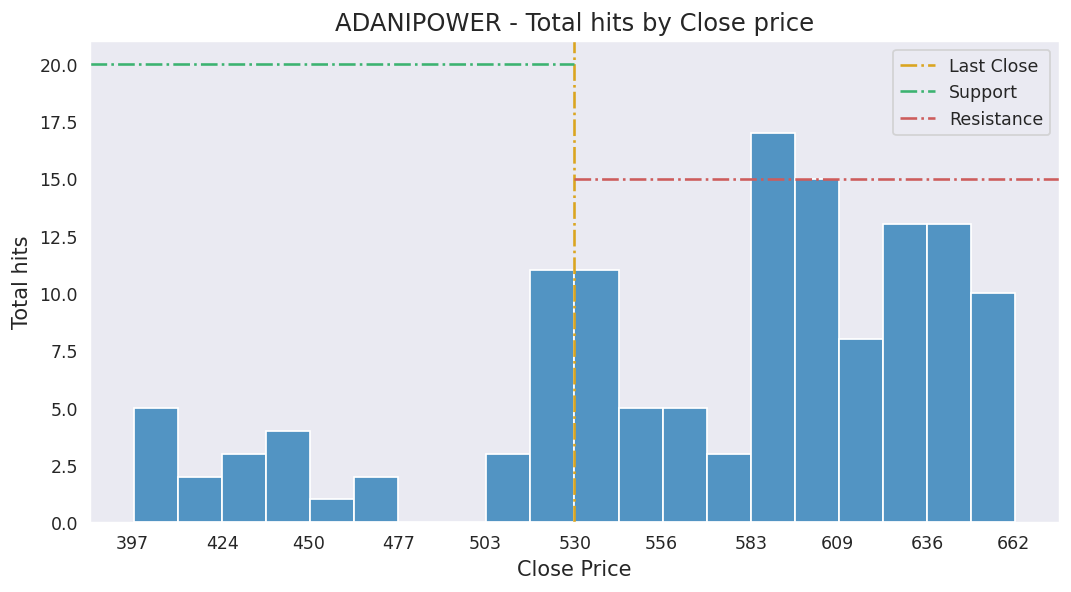 ADANIPOWER - Total hits by Close price
20.0
17.5
15.0
12.5
10.0
7.5
5.0
2.5
0.0
Total hits
Last Close
Support
Resistance
397 424 450 477 503 530 556 583 609 636 662
Close Price